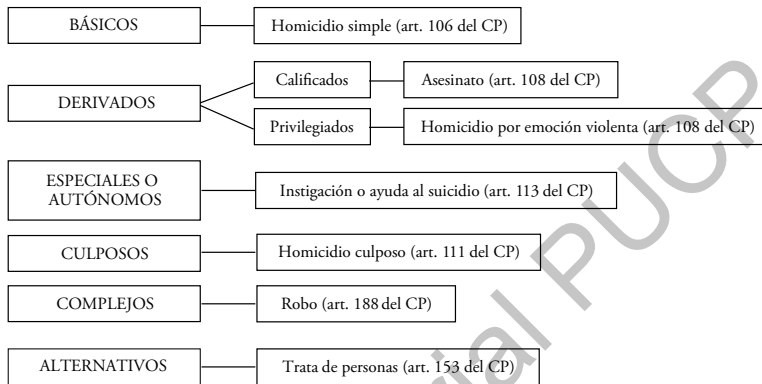 BÁSICOS
Homicidio simple (art. 106 del CP)
DERIVADOS
Calificados
Asesinato (art. 108 del CP)
Privilegiados
Homicidio por emoción violenta (art. 108 del CP)
ESPECIALES O
AUTÓNOMOS
Instigación o ayuda al suicidio (art. 113 del CP)
CULPOSOS
Homicidio culposo (art. 111 del CP)
COMPLEJOS
Robo (art. 188 del CP)
ALTERNATIVOS
Trata de personas (art. 153 del CP)
rial PUCP